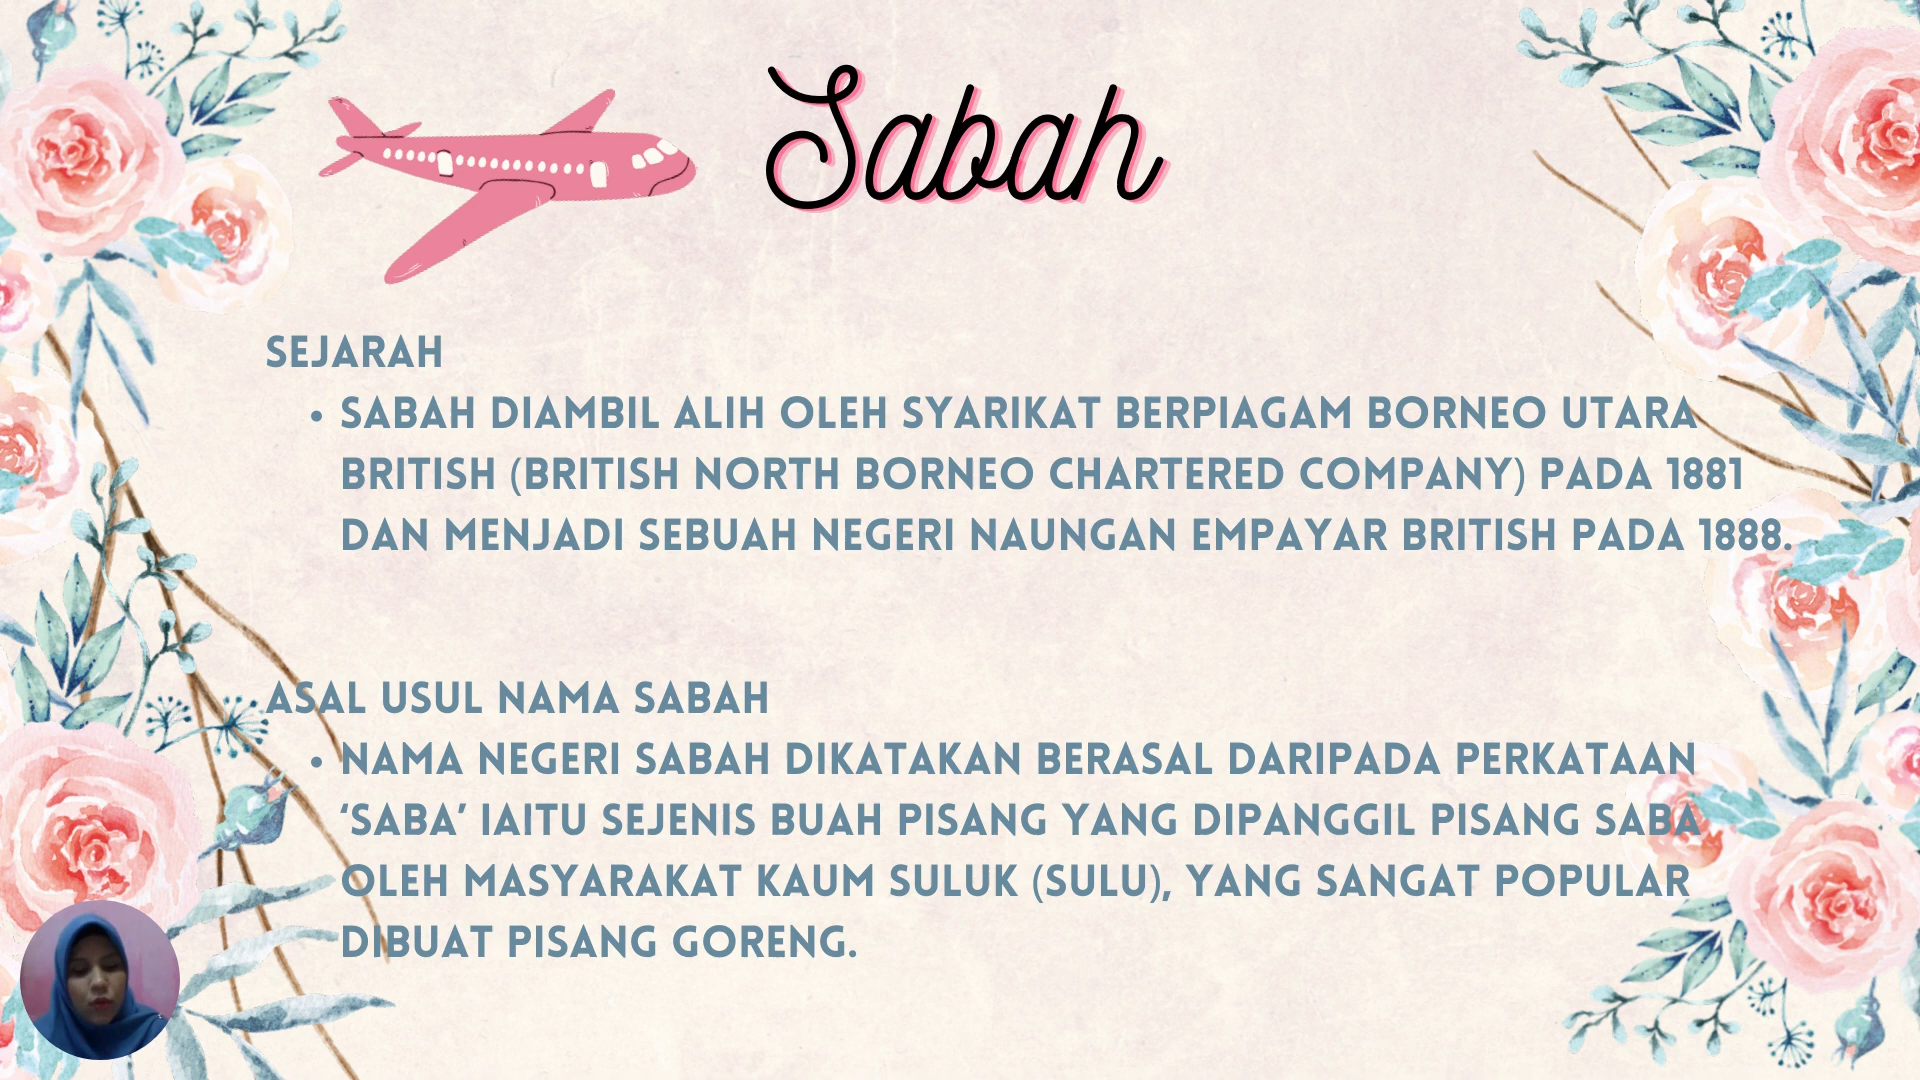 Sabah
SEJARAH
• SABAH DIAMBIL ALIH OLEH SYARIKAT BERPIAGAM BORNEO UTARA
BRITISH (BRITISH NORTH BORNEO CHARTERED COMPANY) PADA 1881
DAN MENJADI SEBUAH NEGERI NAUNGAN EMPAYAR BRITISH PADA 1888.
ASAL USUL NAMA SABAH
• NAMA NEGERI SABAH DIKATAKAN BERASAL DARIPADA PERKATAAN
‘SABA’ IAITU SEJENIS BUAH PISANG YANG DIPANGGIL PISANG SABA
OLEH MASYARAKAT KAUM SULUK (SULU), YANG SANGAT POPULAR
DIBUAT PISANG GORENG.